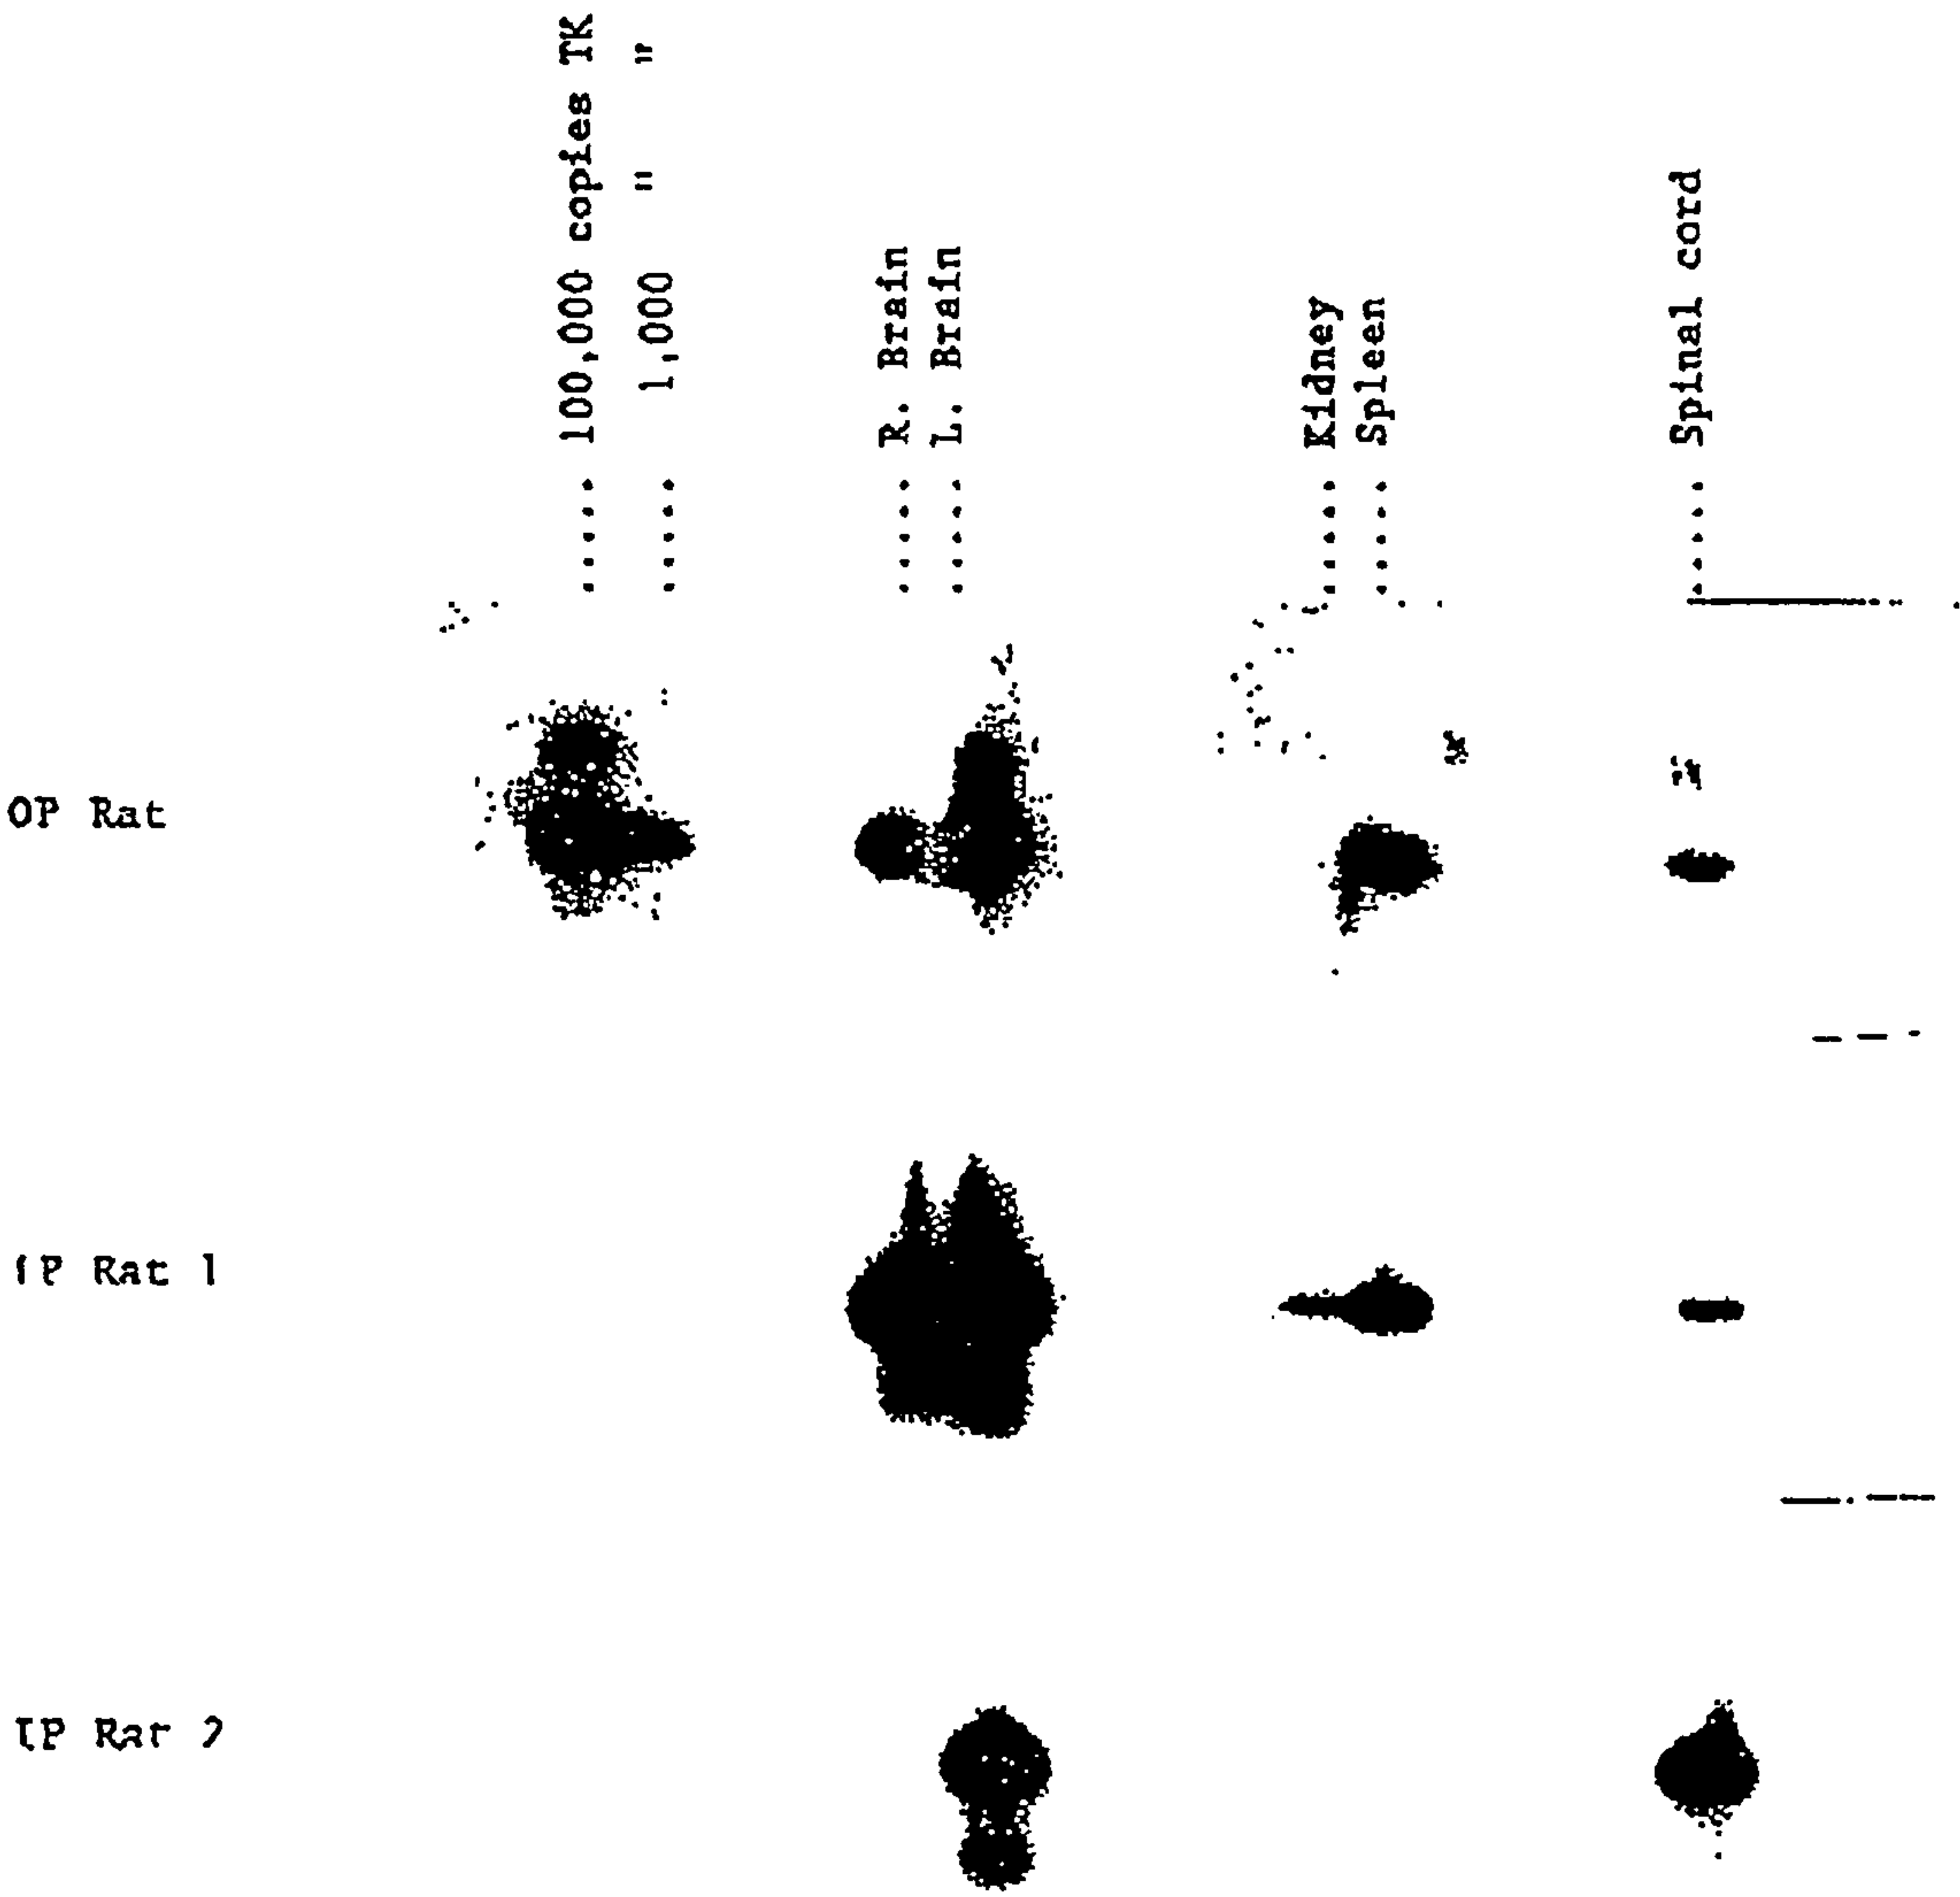 100,000 copies TK
1,000 " "
R. Brain
L. Brain
Kidney
Spleen
Spinal cord
OP Rat
IP Rat 1
IP Rat 2